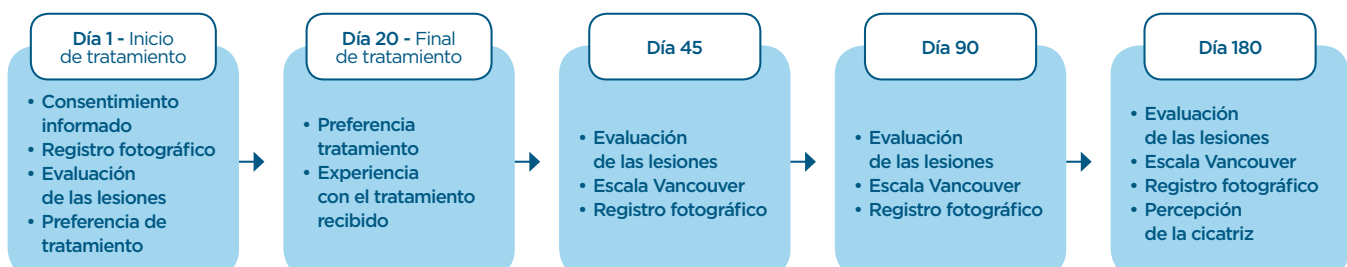 Día 1 - Inicio
de tratamiento
• Consentimiento
informado
• Registro fotográfico
• Evaluación
de las lesiones
• Preferencia de
tratamiento
Día 20 - Final
de tratamiento
• Preferencia
tratamiento
• Experiencia
con el tratamiento
recibido
Día 45
• Evaluación
de las lesiones
• Escala Vancouver
• Registro fotográfico
Día 90
• Evaluación
de las lesiones
• Escala Vancouver
• Registro fotográfico
Día 180
• Evaluación
de las lesiones
• Escala Vancouver
• Registro fotográfico
• Percepción
de la cicatriz